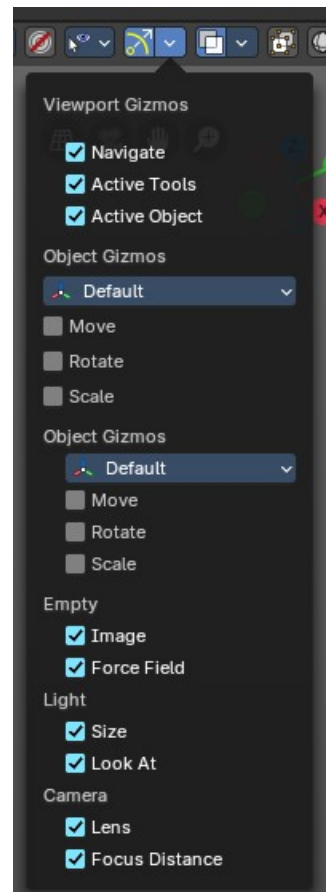 Viewport Gizmos
Navigate
Active Tools
Active Object
Object Gizmos
Default
Move
Rotate
Scale
Object Gizmos
Default
Move
Rotate
Scale
Empty
Image
Force Field
Light
Size
Look At
Camera
Lens
Focus Distance